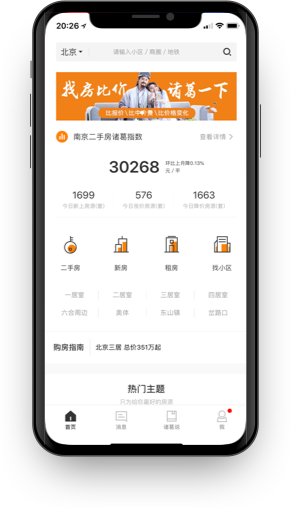 20:26
北京
请输入小区 / 商圈 / 地铁
找房比价 诸葛一下
比报价 \ 比中介费 \ 比价格变化
南京二手房诸葛指数
查看详情
30268
环比上月降0.13%
元 / 平
1699 576 1663
今日新上房源(套) 今日涨价房源(套) 今日降价房源(套)
二手房 新房 租房 找小区
一居室 二居室 三居室 四居室
六合周边 奥体 东山镇 岔路口
购房指南
北京三居 总价351万起
热门主题
只为给你最好的房源
首页 消息 诸葛说 我